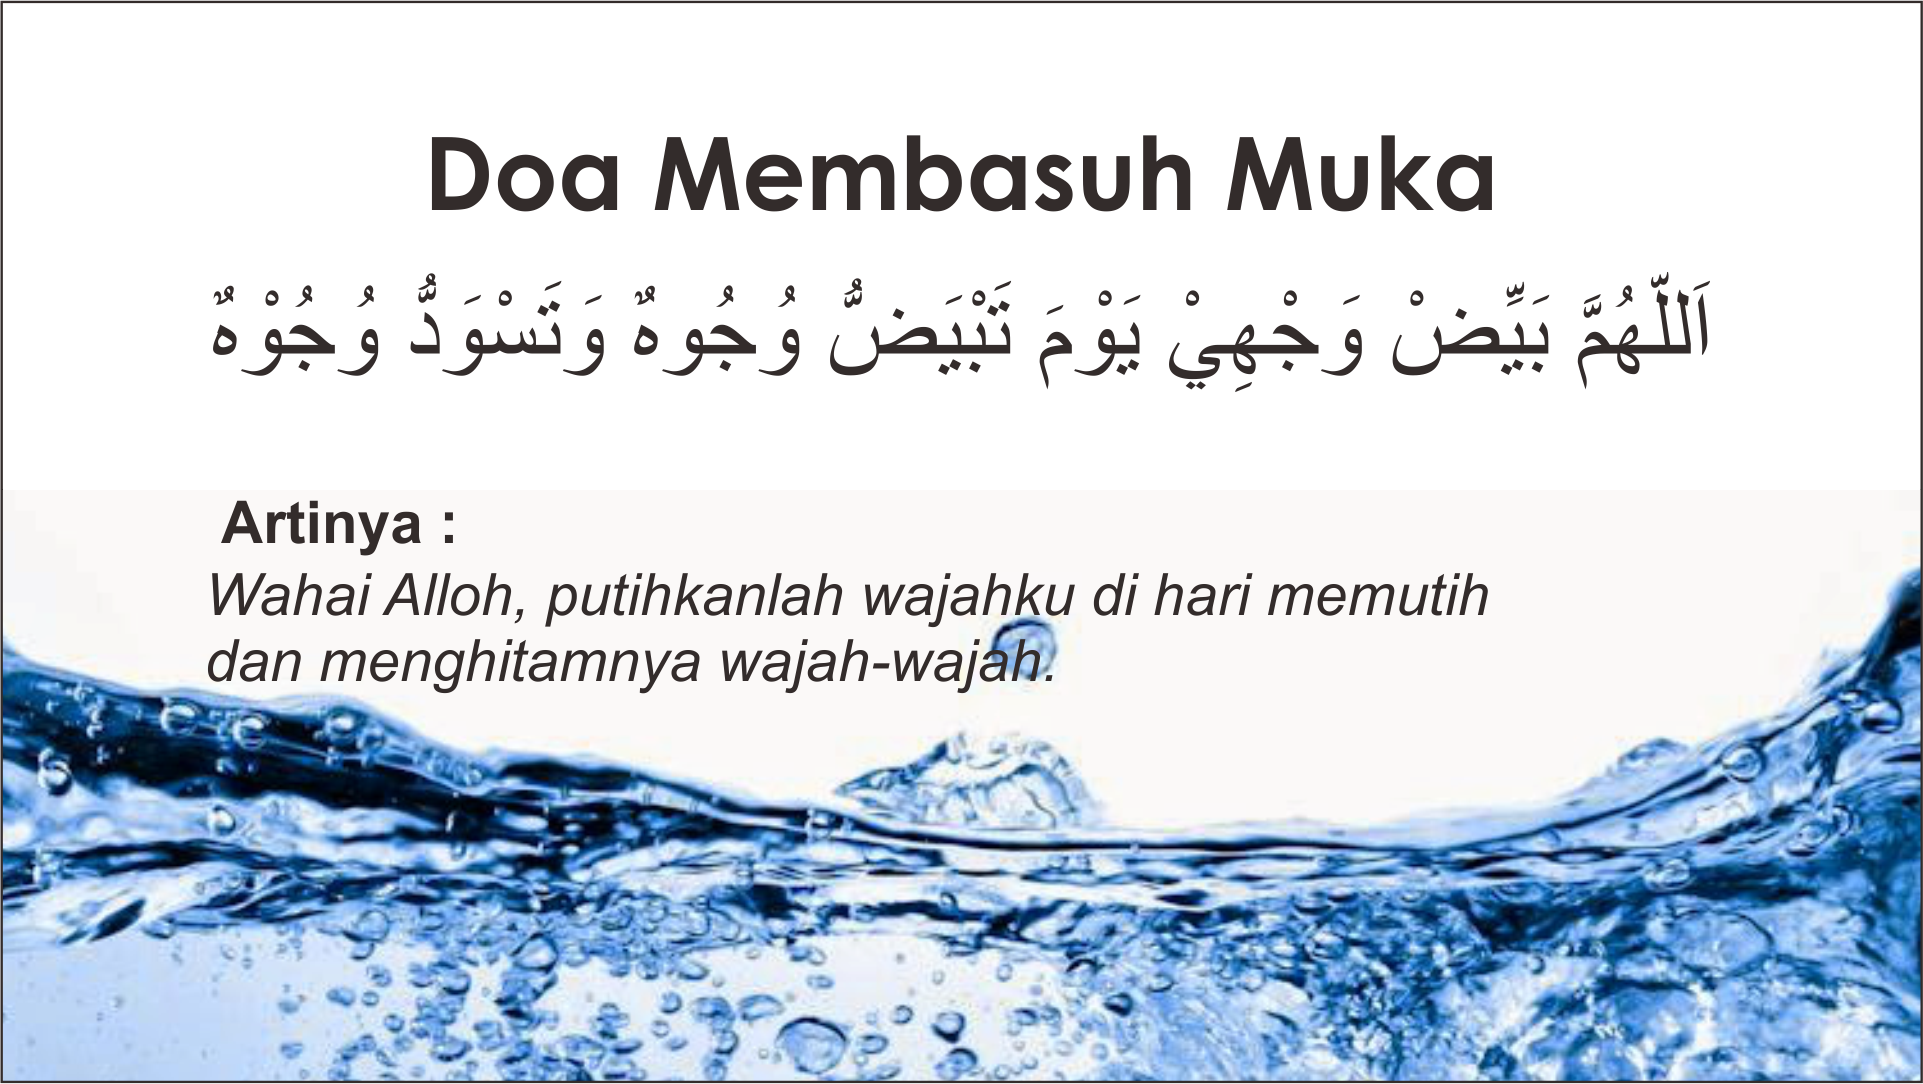 Doa Membasuh Muka
اَللّٰهُمَّ بَيِّضْ وَجْهِيْ يَوْمَ تَبْيَضُّ وُجُوهٌ وَتَسْوَدُّ وُجُوْهٌ
Artinya :
Wahai Alloh, putihkanlah wajahku di hari memutih
dan menghitamnya wajah-wajah.